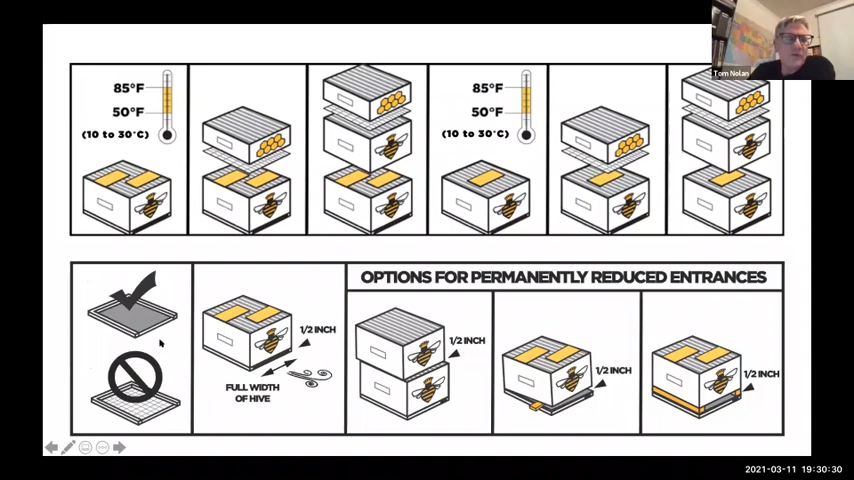 Tom Nolan
85°F
50°F
(10 to 30°C)
85°F
50°F
(10 to 30°C)
OPTIONS FOR PERMANENTLY REDUCED ENTRANCES
1/2 INCH
FULL WIDTH
OF HIVE
1/2 INCH
1/2 INCH
1/2 INCH
2021-03-11 19:30:30